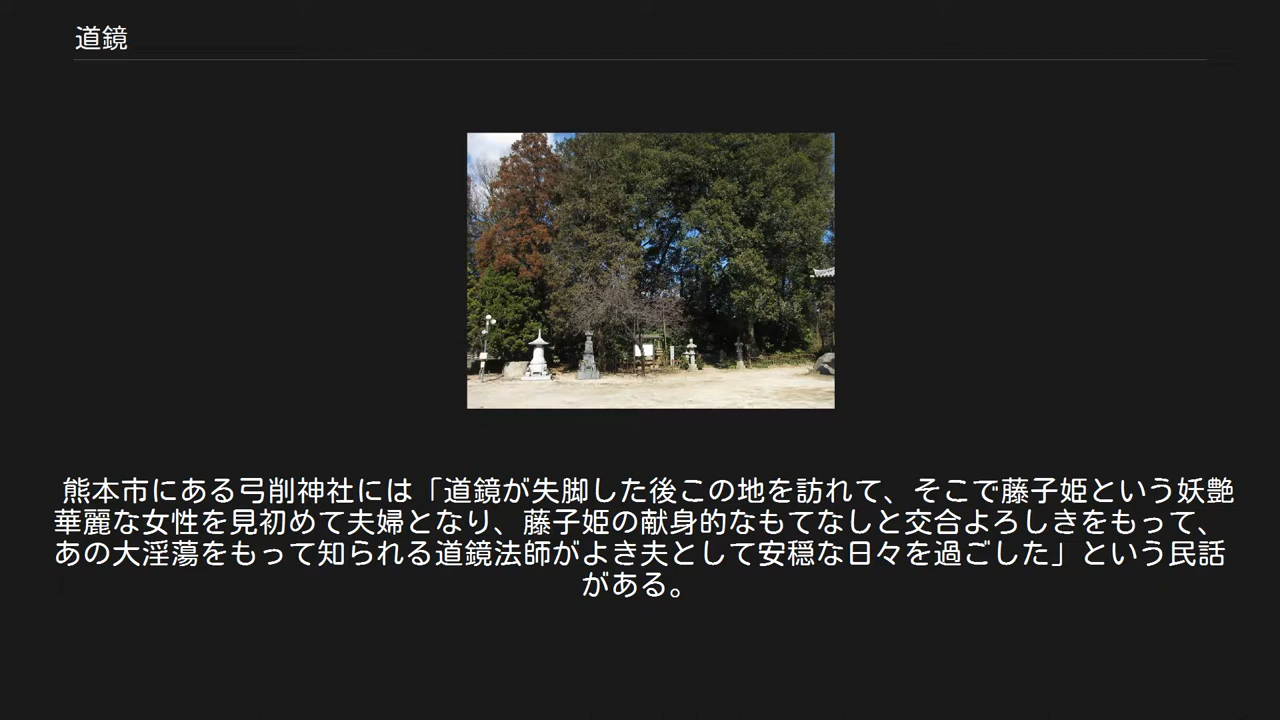 道鏡
熊本市にある弓削神社には「道鏡が失脚した後この地を訪れて、そこで藤子姫という妖艶
華麗な女性を見初めて夫婦となり、藤子姫の献身的なもてなしと交合よろしきをもって、
あの大淫蕩をもって知られる道鏡法師がよき夫として安穏な日々を過ごした」という民話
がある。